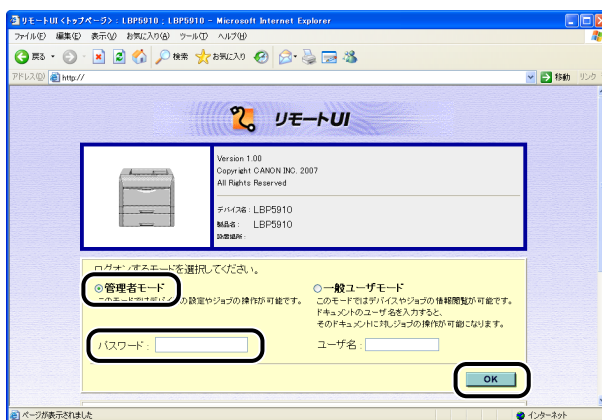 リモートUI <トップページ> : LBP5910 ; LBP5910 - Microsoft Internet Explorer
ファイル(F) 編集(E) 表示(V) お気に入り(A) ツール(T) ヘルプ(H)
戻る 検索 お気に入り
アドレス(D) http:// 移動 リンク
リモートUI
Version 1.00
Copyright CANON INC. 2007
All Rights Reserved
デバイス名 : LBP5910
製品名 : LBP5910
設置場所 :
ログオンするモードを選択してください。
管理者モード
このモードではデバイスの設定やジョブの操作が可能です。
パスワード :
一般ユーザモード
このモードではデバイスやジョブの情報閲覧が可能です。
ドキュメントのユーザ名を入力すると、
そのドキュメントに対しジョブの操作が可能になります。
ユーザ名 :
OK
ページが表示されました インターネット